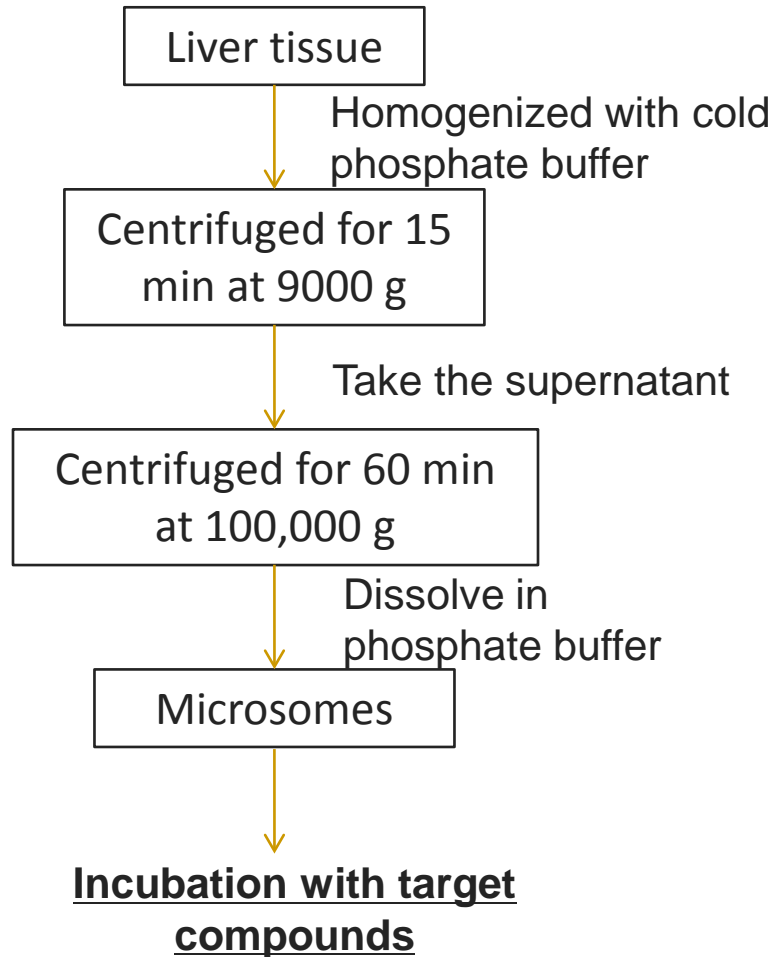 Liver tissue
Homogenized with cold
phosphate buffer
Centrifuged for 15
min at 9000 g
Take the supernatant
Centrifuged for 60 min
at 100,000 g
Dissolve in
phosphate buffer
Microsomes
Incubation with target
compounds